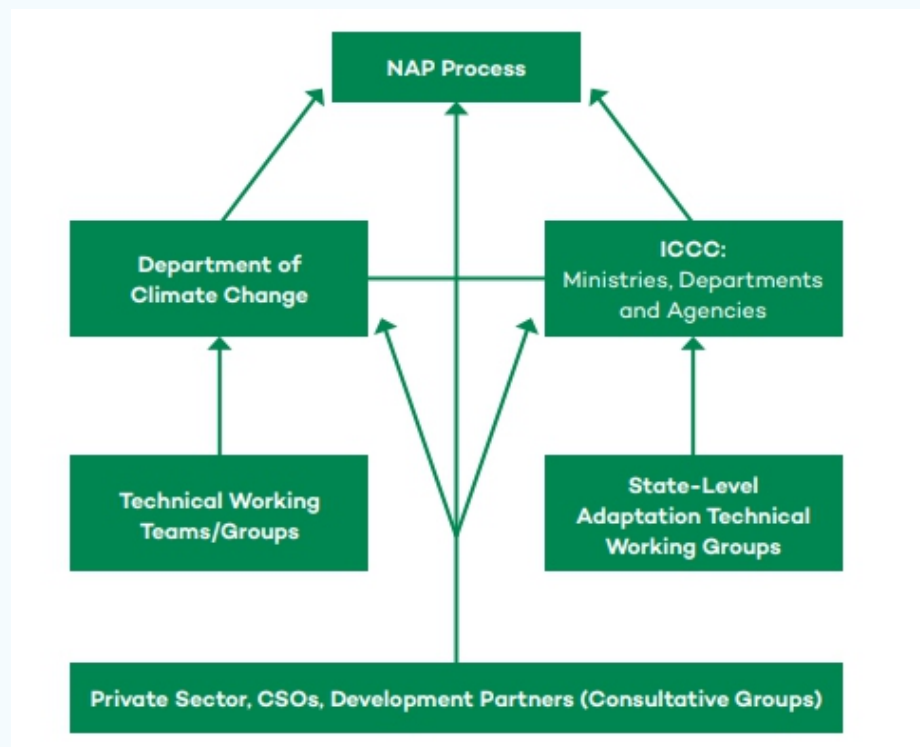 NAP Process
Department of
Climate Change
ICCC:
Ministries, Departments
and Agencies
Technical Working
Teams/Groups
State-Level
Adaptation Technical
Working Groups
Private Sector, CSOs, Development Partners (Consultative Groups)